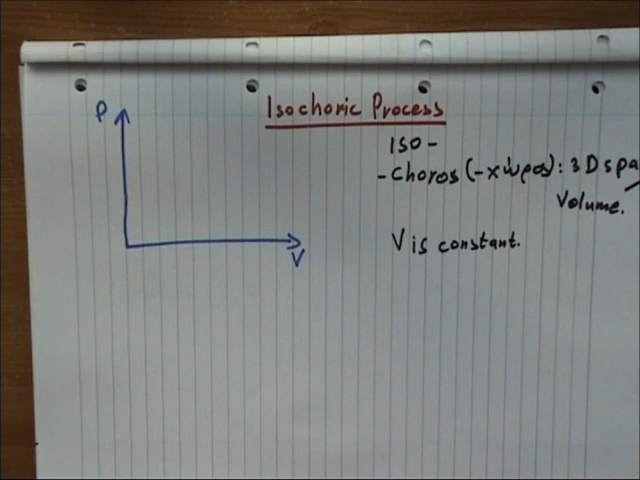 Isochoric Process
P
Iso -
- Choros (-χώρος): 3D spa
Volume.
V is constant.
V